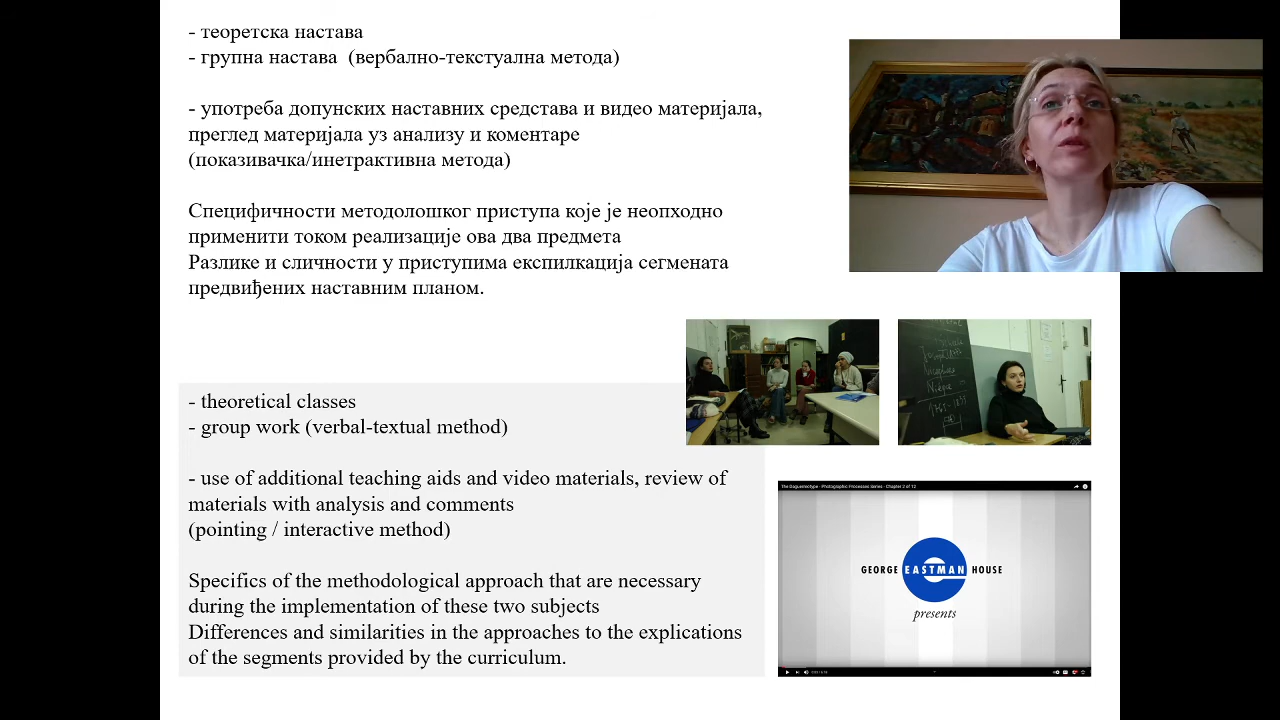 - теоретска настава
- групна настава (вербално-текстуална метода)
- употреба допунских наставних средстава и видео материјала,
преглед материјала уз анализу и коментаре
(показивачка/инетрактивна метода)
Специфичности методолошког приступа које је неопходно
применити током реализације ова два предмета
Разлике и сличности у приступима експилкација сегмената
предвиђених наставним планом.
- theoretical classes
- group work (verbal-textual method)
- use of additional teaching aids and video materials, review of
materials with analysis and comments
(pointing / interactive method)
Specifics of the methodological approach that are necessary
during the implementation of these two subjects
Differences and similarities in the approaches to the explications
of the segments provided by the curriculum.
The Daguerreotype - Photographic Processes Series - Chapter 2 of 12
GEORGE EASTMAN HOUSE
presents